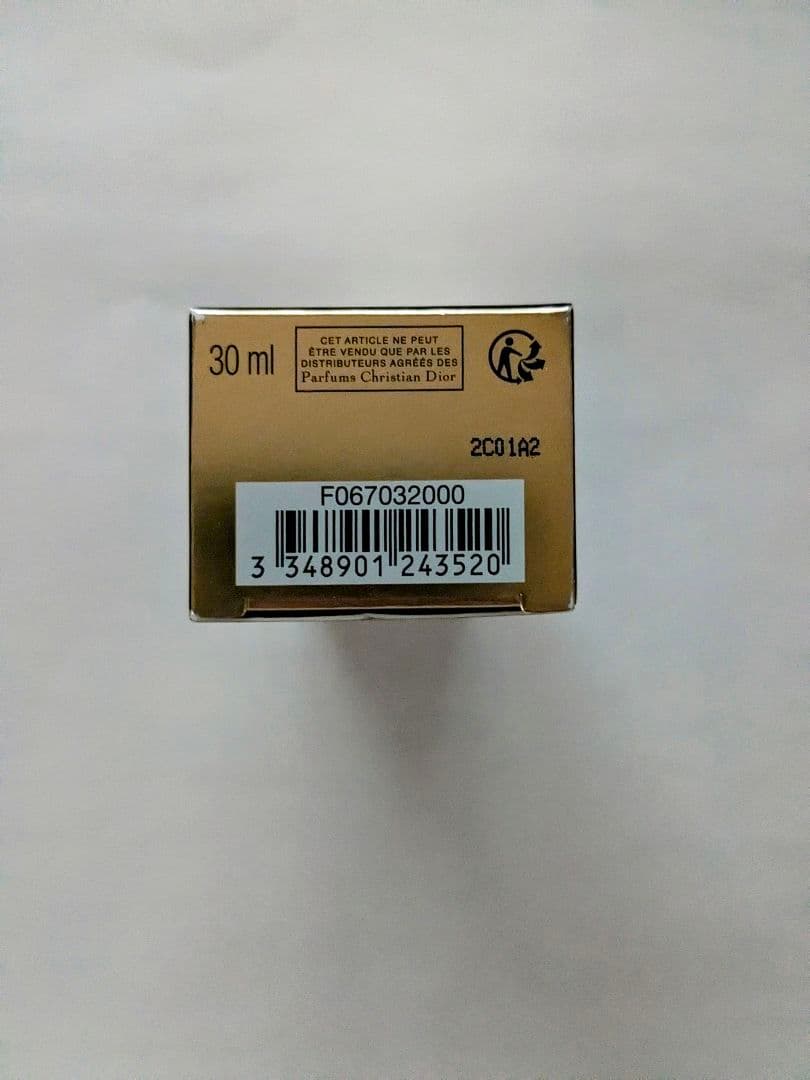 30 ml
CET ARTICLE NE PEUT
ÊTRE VENDU QUE PAR LES
DISTRIBUTEURS AGRÉÉS DES
Parfums Christian Dior
2C01A2
F067032000
3 348901 243520